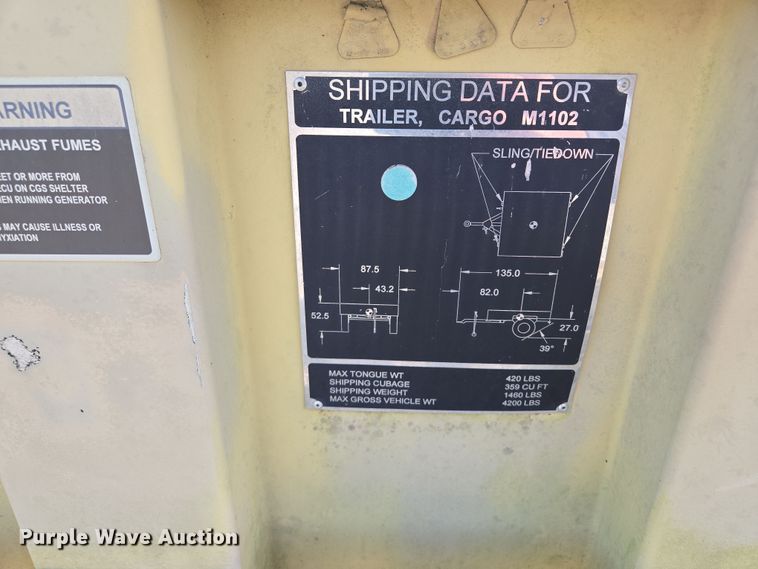 ARNING
HAUST FUMES
EET OR MORE FROM
ECU ON CGS SHELTER
HEN RUNNING GENERATOR
S MAY CAUSE ILLNESS OR
HYXIATION
SHIPPING DATA FOR
TRAILER, CARGO M1102
SLING/TIEDOWN
87.5
43.2
52.5
135.0
82.0
27.0
39°
MAX TONGUE WT 420 LBS
SHIPPING CUBAGE 359 CU FT
SHIPPING WEIGHT 1460 LBS
MAX GROSS VEHICLE WT 4200 LBS
Purple Wave Auction